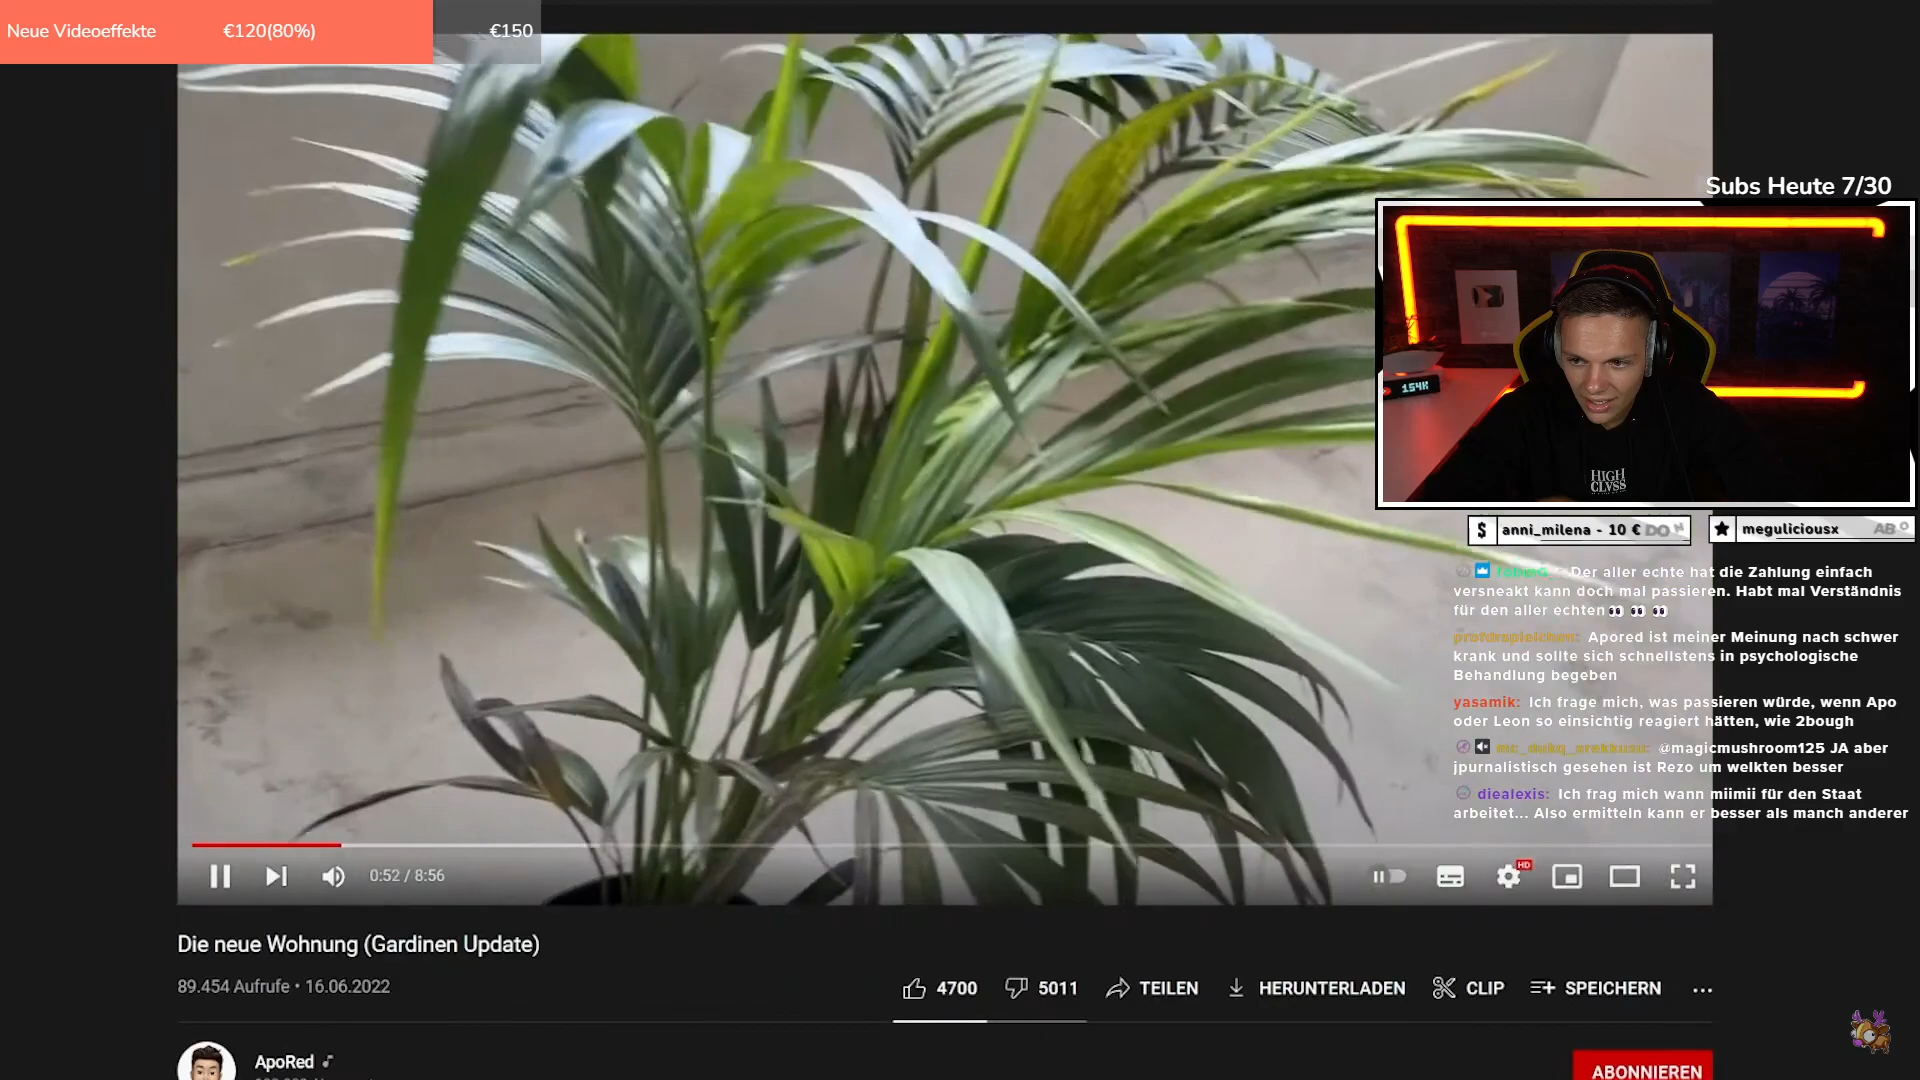 Neue Videoeffekte €120(80%) €150
Subs Heute 7/30
154K
HIGH
CLVSS
$ anni_milena - 10 € DON
meguliciousx ABO
Der aller echte hat die Zahlung einfach
versneakt kann doch mal passieren. Habt mal Verständnis
für den aller echten
Apored ist meiner Meinung nach schwer
krank und sollte sich schnellstens in psychologische
Behandlung begeben
yasamik: Ich frage mich, was passieren würde, wenn Apo
oder Leon so einsichtig reagiert hätten, wie 2bough
@magicmushroom125 JA aber
jpurnalistisch gesehen ist Rezo um welkten besser
diealexis: Ich frag mich wann miimii für den Staat
arbeitet... Also ermitteln kann er besser als manch anderer
0:52 / 8:56
HD
Die neue Wohnung (Gardinen Update)
89.454 Aufrufe • 16.06.2022
4700 5011 TEILEN HERUNTERLADEN CLIP SPEICHERN ...
ApoRed
ABONNIEREN